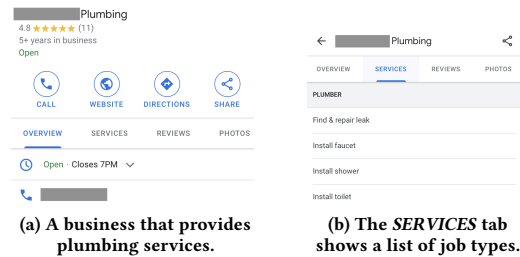 Plumbing
4.8 ★★★★★ (11)
5+ years in business
Open
CALL WEBSITE DIRECTIONS SHARE
OVERVIEW SERVICES REVIEWS PHOTOS
Open · Closes 7PM
(a) A business that provides
plumbing services.
Plumbing
OVERVIEW SERVICES REVIEWS PHOTOS
PLUMBER
Find & repair leak
Install faucet
Install shower
Install toilet
(b) The SERVICES tab
shows a list of job types.